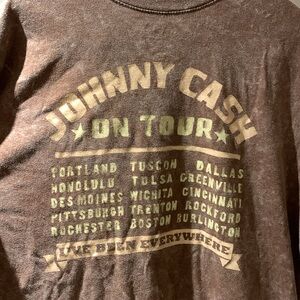 JOHNNY CASH
ON TOUR
PORTLAND TUSCON DALLAS
HONOLULU TULSA GREENVILLE
DES MOINES WICHITA CINCINNATI
PITTSBURGH TRENTON ROCKFORD
ROCHESTER BOSTON BURLINGTON
I'VE BEEN EVERYWHERE